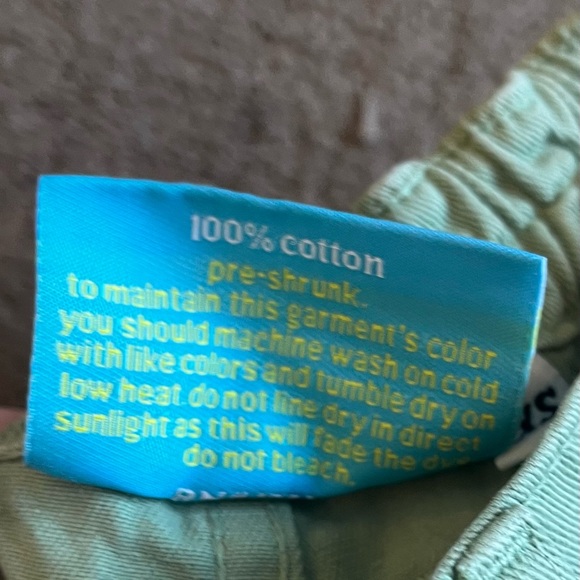 100% cotton
pre-shrunk.
to maintain this garment's color
you should machine wash on cold
with like colors and tumble dry on
low heat do not line dry in direct
sunlight as this will fade the dye
do not bleach.